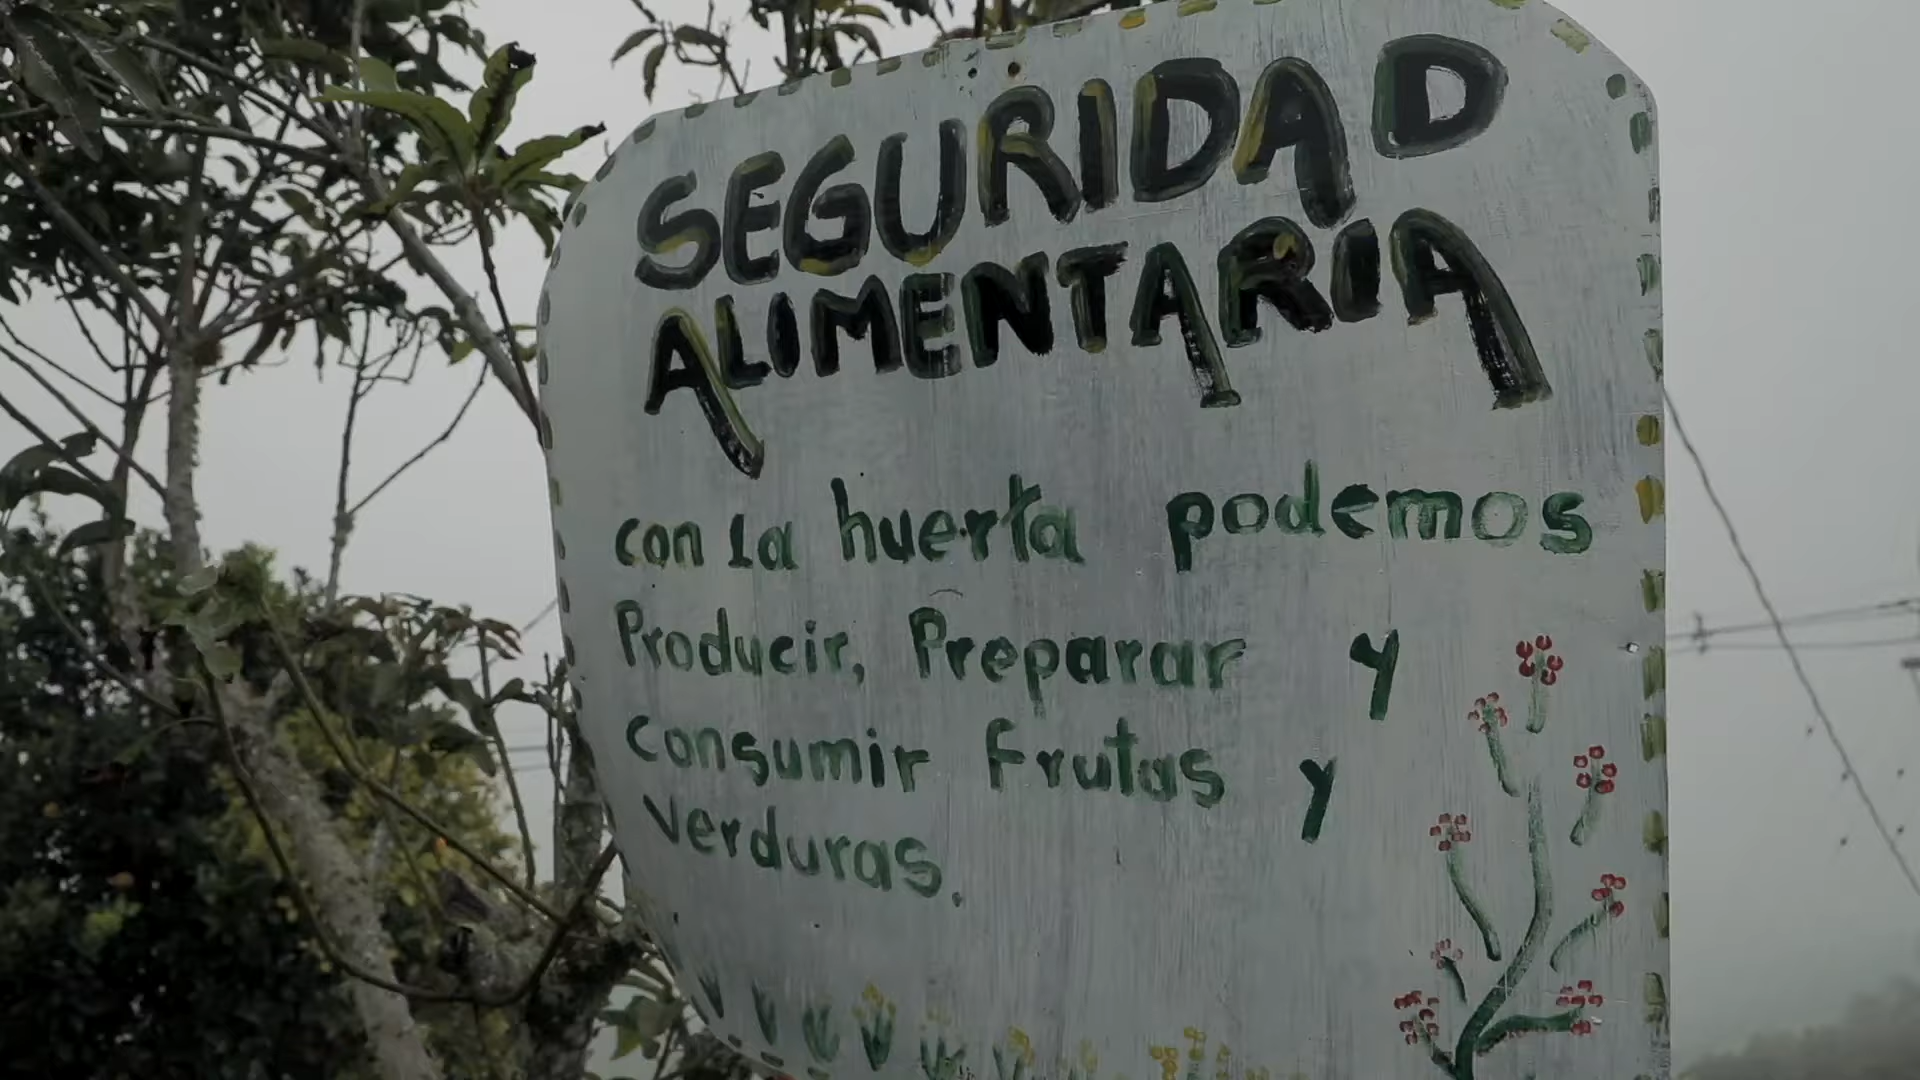 SEGURIDAD
ALIMENTARIA
con la huerta podemos
Producir, Preparar y
consumir frutas y
verduras.